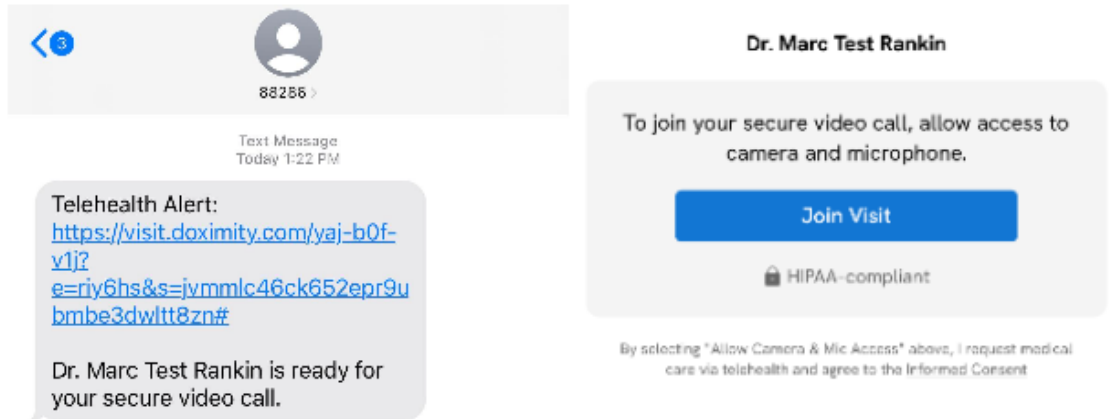 3
88286 >
Text Message
Today 1:22 PM
Telehealth Alert:
https://visit.doximity.com/yaj-b0f-
v1j?
e=riy6hs&s=jvmmlc46ck652epr9u
bmbe3dwltt8zn#
Dr. Marc Test Rankin is ready for
your secure video call.
Dr. Marc Test Rankin
To join your secure video call, allow access to
camera and microphone.
Join Visit
HIPAA-compliant
By selecting "Allow Camera & Mic Access" above, I request medical
care via telehealth and agree to the Informed Consent